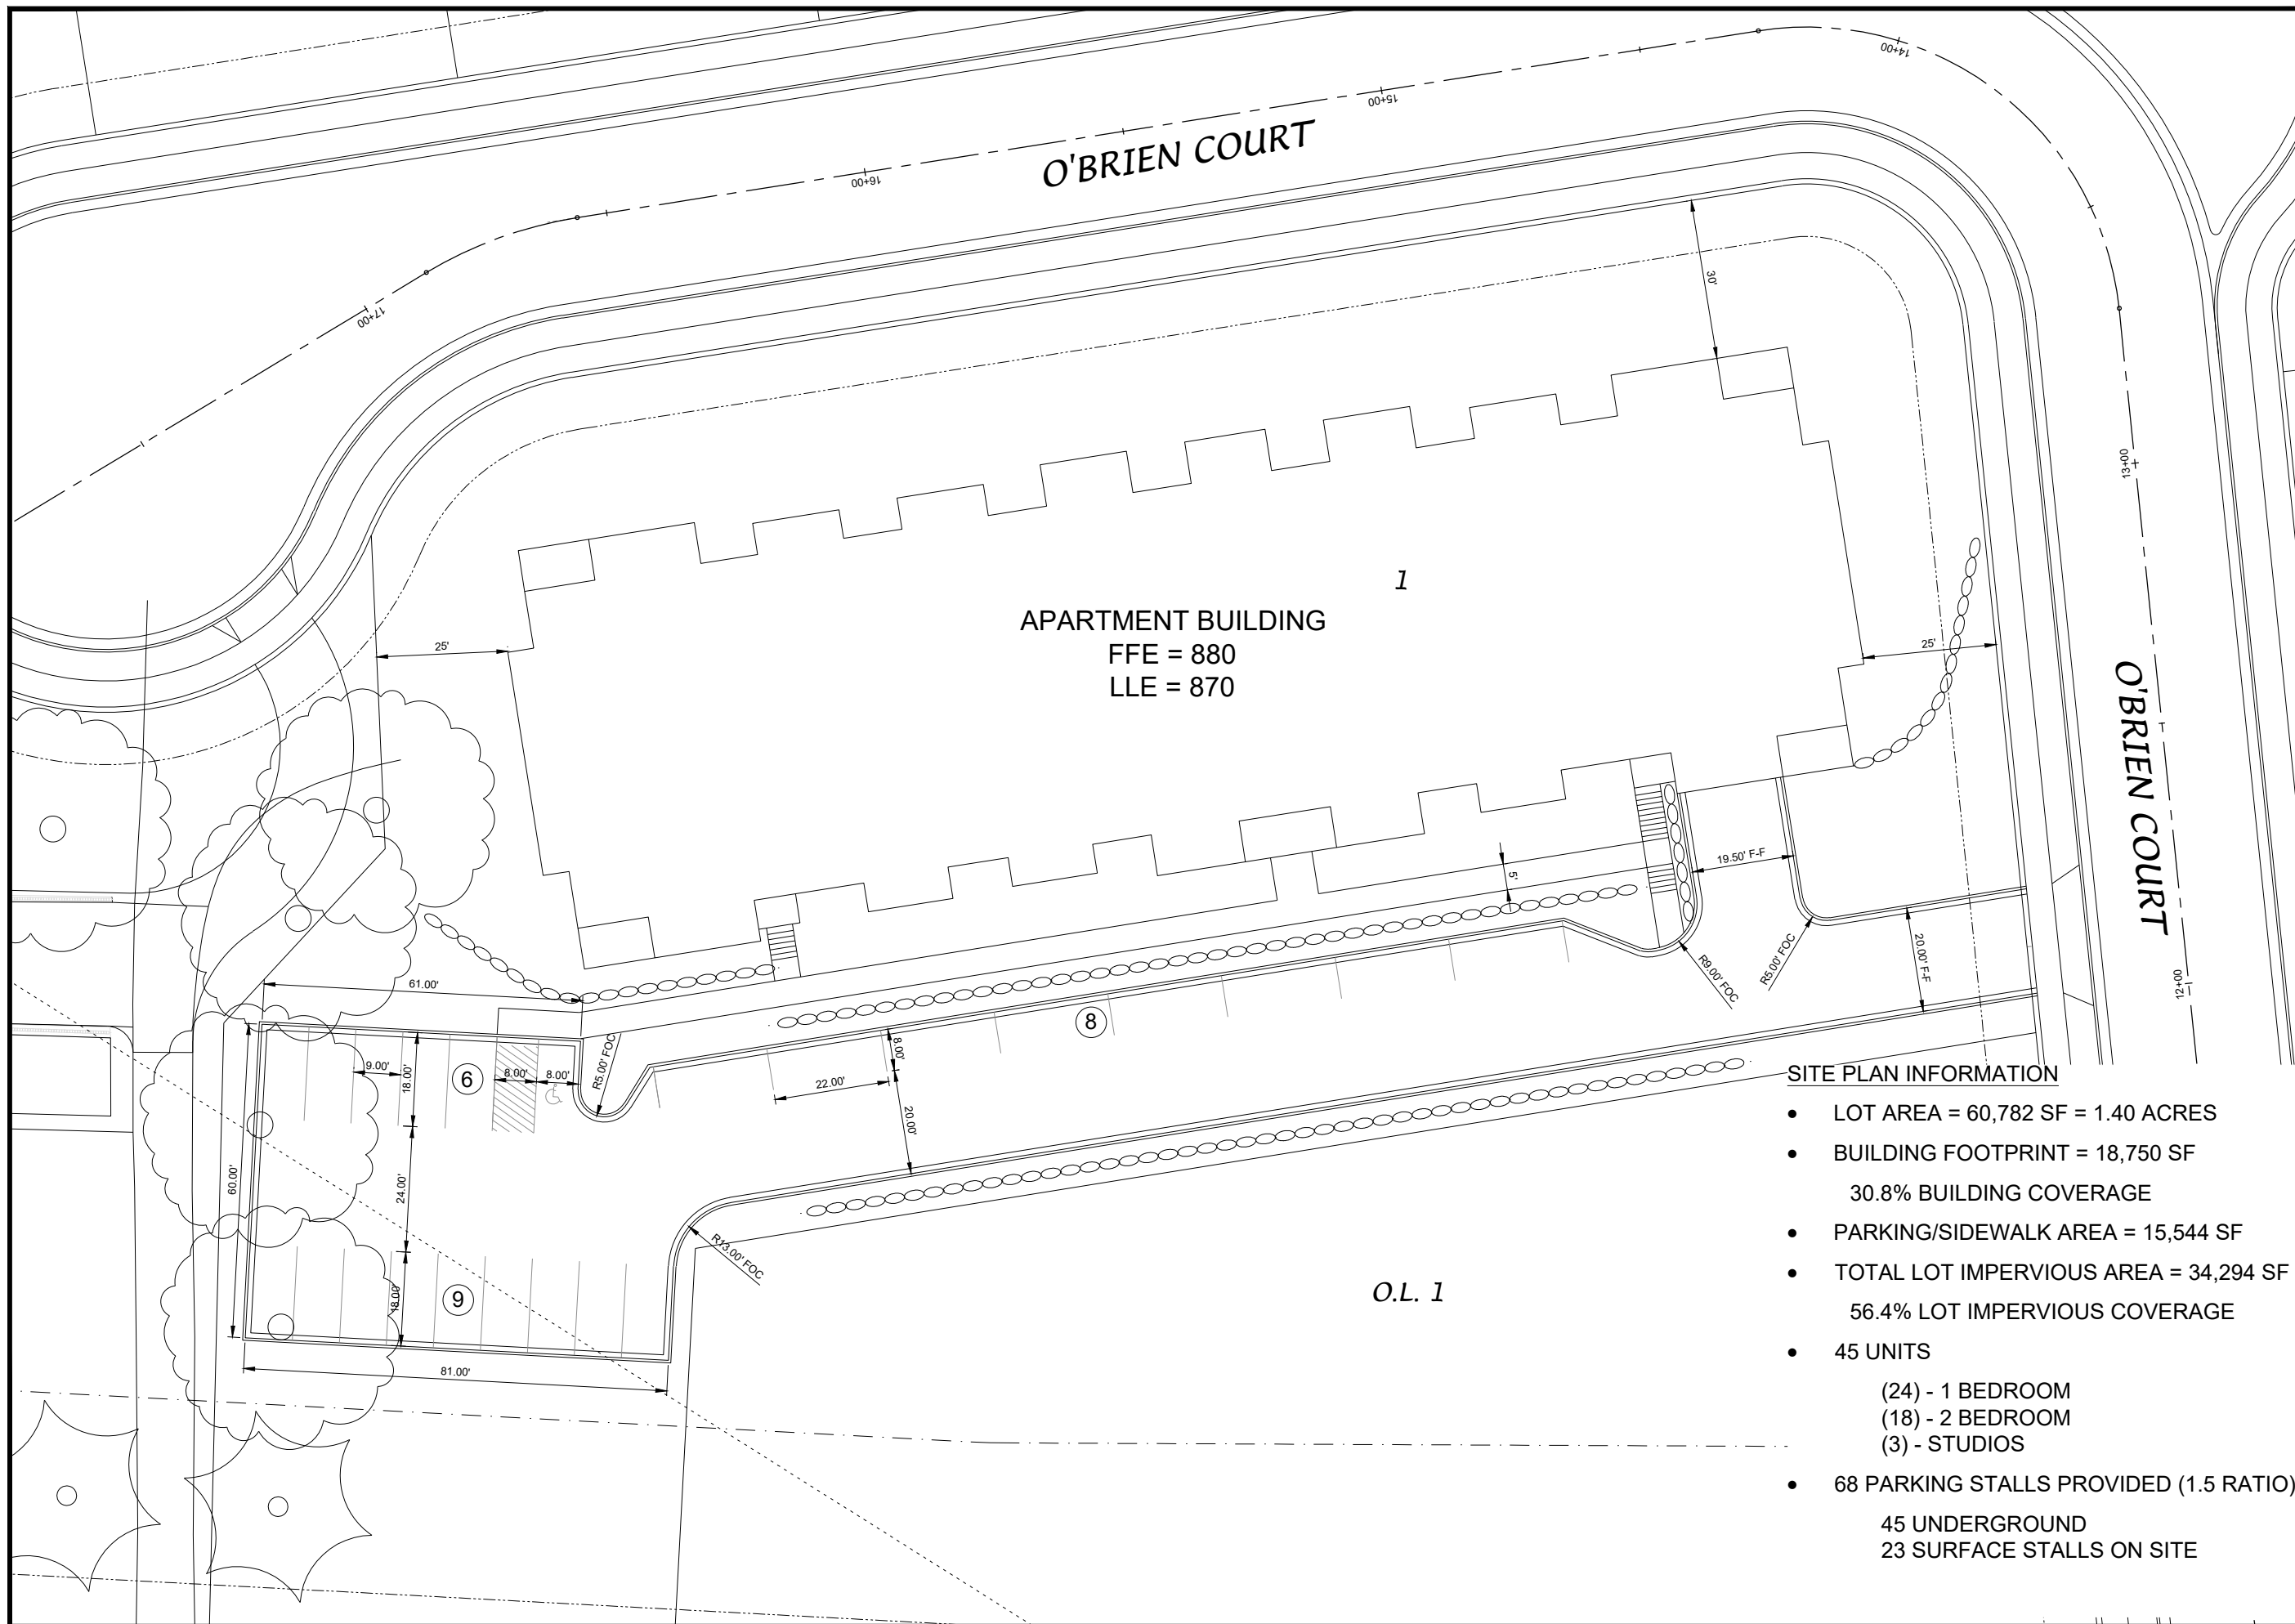 14+00
15+00
O'BRIEN COURT
16+00
17+00
30'
13+00
1
APARTMENT BUILDING
FFE = 880
LLE = 870
25'
25'
O'BRIEN COURT
19.50' F-F
5'
R9.00' FOC
R5.00' FOC
20.00' F-F
12+00
61.00'
8
R5.00' FOC
8.00'
9.00'
18.00'
6
8.00'
8.00'
22.00'
20.00'
60.00'
24.00'
R13.00' FOC
18.00'
9
81.00'
O.L. 1
SITE PLAN INFORMATION
• LOT AREA = 60,782 SF = 1.40 ACRES
• BUILDING FOOTPRINT = 18,750 SF
30.8% BUILDING COVERAGE
• PARKING/SIDEWALK AREA = 15,544 SF
• TOTAL LOT IMPERVIOUS AREA = 34,294 SF
56.4% LOT IMPERVIOUS COVERAGE
• 45 UNITS
(24) - 1 BEDROOM
(18) - 2 BEDROOM
(3) - STUDIOS
• 68 PARKING STALLS PROVIDED (1.5 RATIO)
45 UNDERGROUND
23 SURFACE STALLS ON SITE